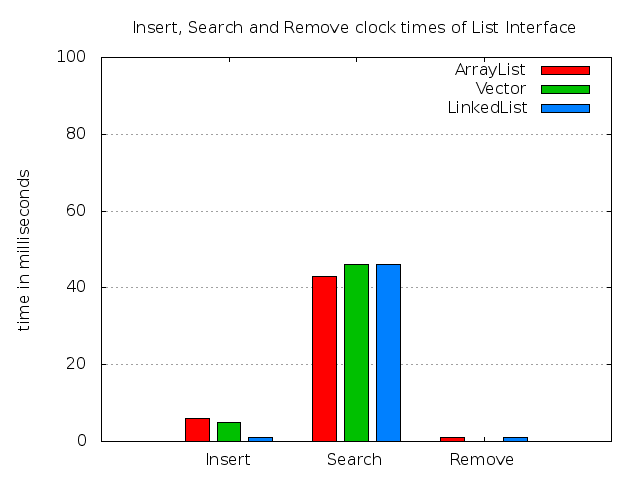 Insert, Search and Remove clock times of List Interface
100
80
60
40
20
0
time in milliseconds
ArrayList
Vector
LinkedList
Insert
Search
Remove